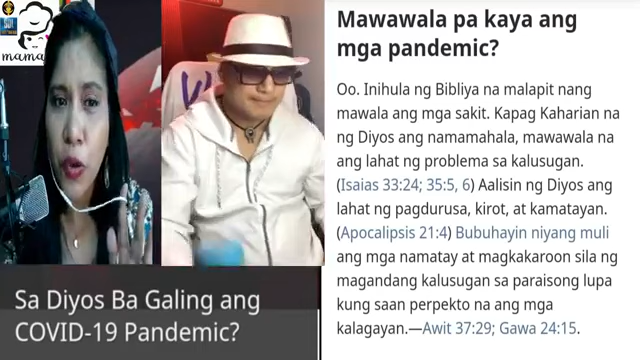 mama
Sa Diyos Ba Galing ang
COVID-19 Pandemic?
Mawawala pa kaya ang
mga pandemic?
Oo. Inihula ng Bibliya na malapit nang
mawala ang mga sakit. Kapag Kaharian na
ng Diyos ang namamahala, mawawala na
ang lahat ng problema sa kalusugan.
(Isaias 33:24; 35:5, 6) Aalisin ng Diyos ang
lahat ng pagdurusa, kirot, at kamatayan.
(Apocalipsis 21:4) Bubuhayin niyang muli
ang mga namatay at magkakaroon sila ng
magandang kalusugan sa paraisong lupa
kung saan perpekto na ang mga
kalagayan.—Awit 37:29; Gawa 24:15.